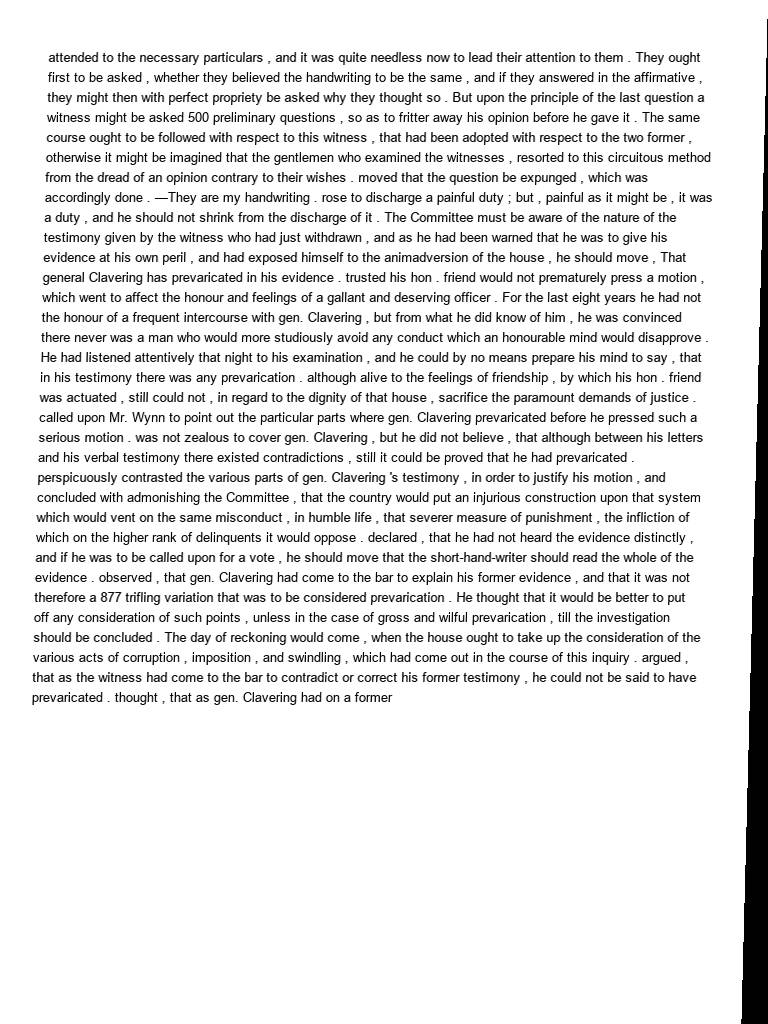 attended to the necessary particulars , and it was quite needless now to lead their attention to them . They ought
first to be asked , whether they believed the handwriting to be the same , and if they answered in the affirmative ,
they might then with perfect propriety be asked why they thought so . But upon the principle of the last question a
witness might be asked 500 preliminary questions , so as to fritter away his opinion before he gave it . The same
course ought to be followed with respect to this witness , that had been adopted with respect to the two former ,
otherwise it might be imagined that the gentlemen who examined the witnesses , resorted to this circuitous method
from the dread of an opinion contrary to their wishes . moved that the question be expunged , which was
accordingly done . —They are my handwriting . rose to discharge a painful duty ; but , painful as it might be , it was
a duty , and he should not shrink from the discharge of it . The Committee must be aware of the nature of the
testimony given by the witness who had just withdrawn , and as he had been warned that he was to give his
evidence at his own peril , and had exposed himself to the animadversion of the house , he should move , That
general Clavering has prevaricated in his evidence . trusted his hon . friend would not prematurely press a motion ,
which went to affect the honour and feelings of a gallant and deserving officer . For the last eight years he had not
the honour of a frequent intercourse with gen. Clavering , but from what he did know of him , he was convinced
there never was a man who would more studiously avoid any conduct which an honourable mind would disapprove .
He had listened attentively that night to his examination , and he could by no means prepare his mind to say , that
in his testimony there was any prevarication . although alive to the feelings of friendship , by which his hon . friend
was actuated , still could not , in regard to the dignity of that house , sacrifice the paramount demands of justice .
called upon Mr. Wynn to point out the particular parts where gen. Clavering prevaricated before he pressed such a
serious motion . was not zealous to cover gen. Clavering , but he did not believe , that although between his letters
and his verbal testimony there existed contradictions , still it could be proved that he had prevaricated .
perspicuously contrasted the various parts of gen. Clavering 's testimony , in order to justify his motion , and
concluded with admonishing the Committee , that the country would put an injurious construction upon that system
which would vent on the same misconduct , in humble life , that severer measure of punishment , the infliction of
which on the higher rank of delinquents it would oppose . declared , that he had not heard the evidence distinctly ,
and if he was to be called upon for a vote , he should move that the short-hand-writer should read the whole of the
evidence . observed , that gen. Clavering had come to the bar to explain his former evidence , and that it was not
therefore a 877 trifling variation that was to be considered prevarication . He thought that it would be better to put
off any consideration of such points , unless in the case of gross and wilful prevarication , till the investigation
should be concluded . The day of reckoning would come , when the house ought to take up the consideration of the
various acts of corruption , imposition , and swindling , which had come out in the course of this inquiry . argued ,
that as the witness had come to the bar to contradict or correct his former testimony , he could not be said to have
prevaricated . thought , that as gen. Clavering had on a former